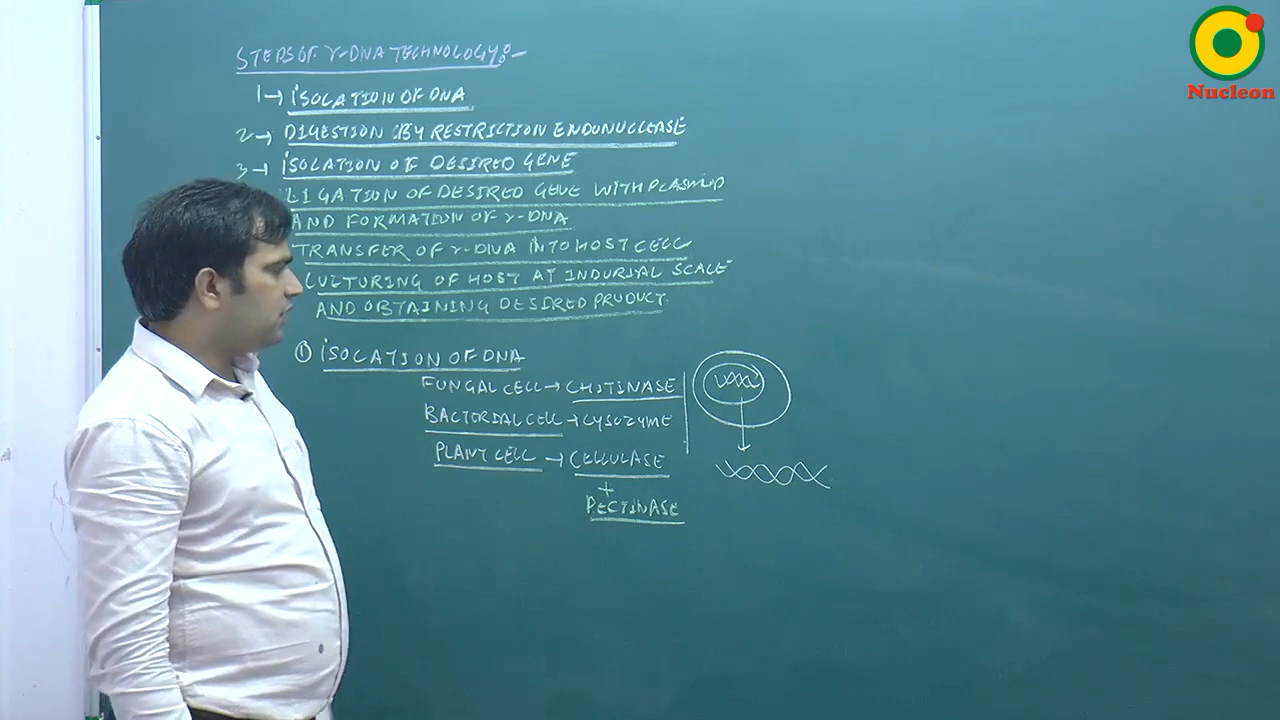 STEPS OF r-DNA TECHNOLOGY:-
1→ ISOLATION OF DNA
2→ DIGESTION BY RESTRICTION ENDONUCLEASE
3→ ISOLATION OF DESIRED GENE
LIGATION OF DESIRED GENE WITH PLASMID
AND FORMATION OF r-DNA
TRANSFER OF r-DNA INTO HOST CELL
CULTURING OF HOST AT INDURIAL SCALE
AND OBTAINING DESIRED PRODUCT.
① ISOLATION OF DNA
FUNGAL CELL → CHITINASE
BACTERIAL CELL → LYSOZYME
PLANT CELL → CELLULASE
+
PECTINASE
Nucleon